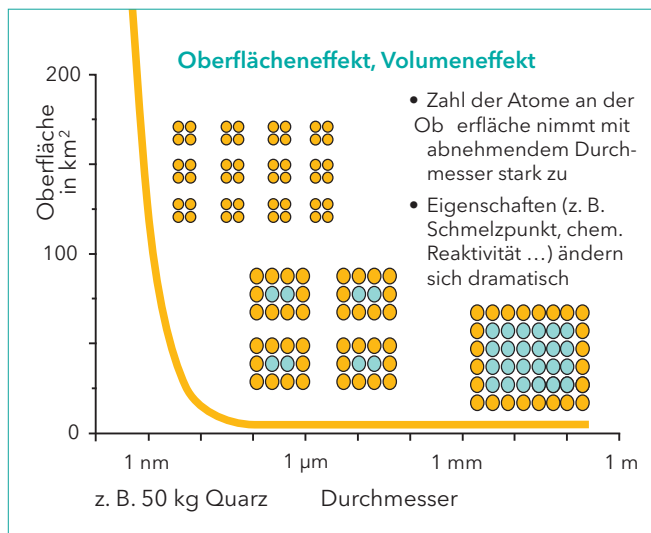 Oberflächeneffekt, Volumeneffekt
200
100
0
Oberfläche
in km²
• Zahl der Atome an der
Ob erfläche nimmt mit
abnehmendem Durch-
messer stark zu
• Eigenschaften (z. B.
Schmelzpunkt, chem.
Reaktivität ...) ändern
sich dramatisch
1 nm
1 µm
1 mm
1 m
z. B. 50 kg Quarz
Durchmesser